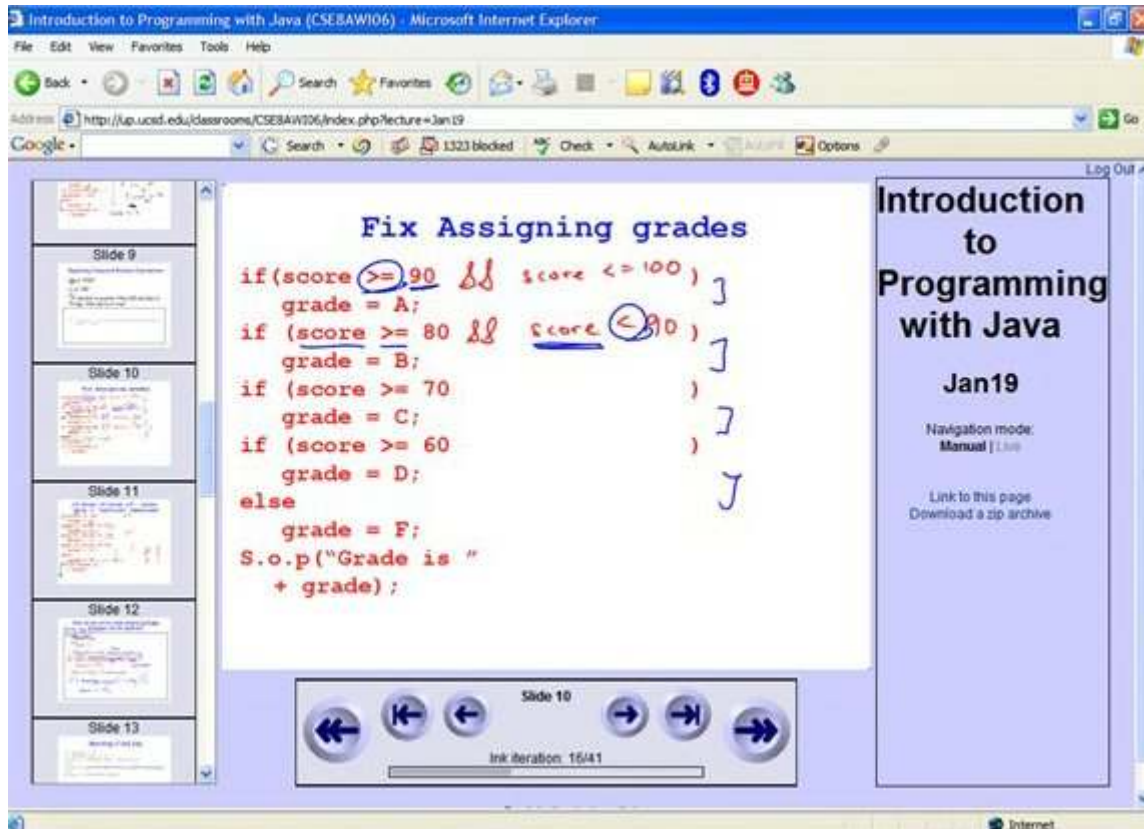 Introduction to Programming with Java (CSE8AWI06) - Microsoft Internet Explorer
File Edit View Favorites Tools Help
Back Search Favorites
Address http://up.ucsd.edu/classrooms/CSE8AWI06/index.php?lecture=Jan19 Go
Google Search 1323 blocked Check AutoLink Options
Log Out
Slide 9
Slide 10
Slide 11
Slide 12
Slide 13
Fix Assigning grades
if(score >= 90 && score <= 100 )
grade = A;
if (score >= 80 && score < 90 )
grade = B;
if (score >= 70 )
grade = C;
if (score >= 60 )
grade = D;
else
grade = F;
S.o.p("Grade is "
+ grade);
Slide 10
Ink iteration: 16/41
Introduction
to
Programming
with Java
Jan19
Navigation mode:
Manual | Live
Link to this page
Download a zip archive
Internet